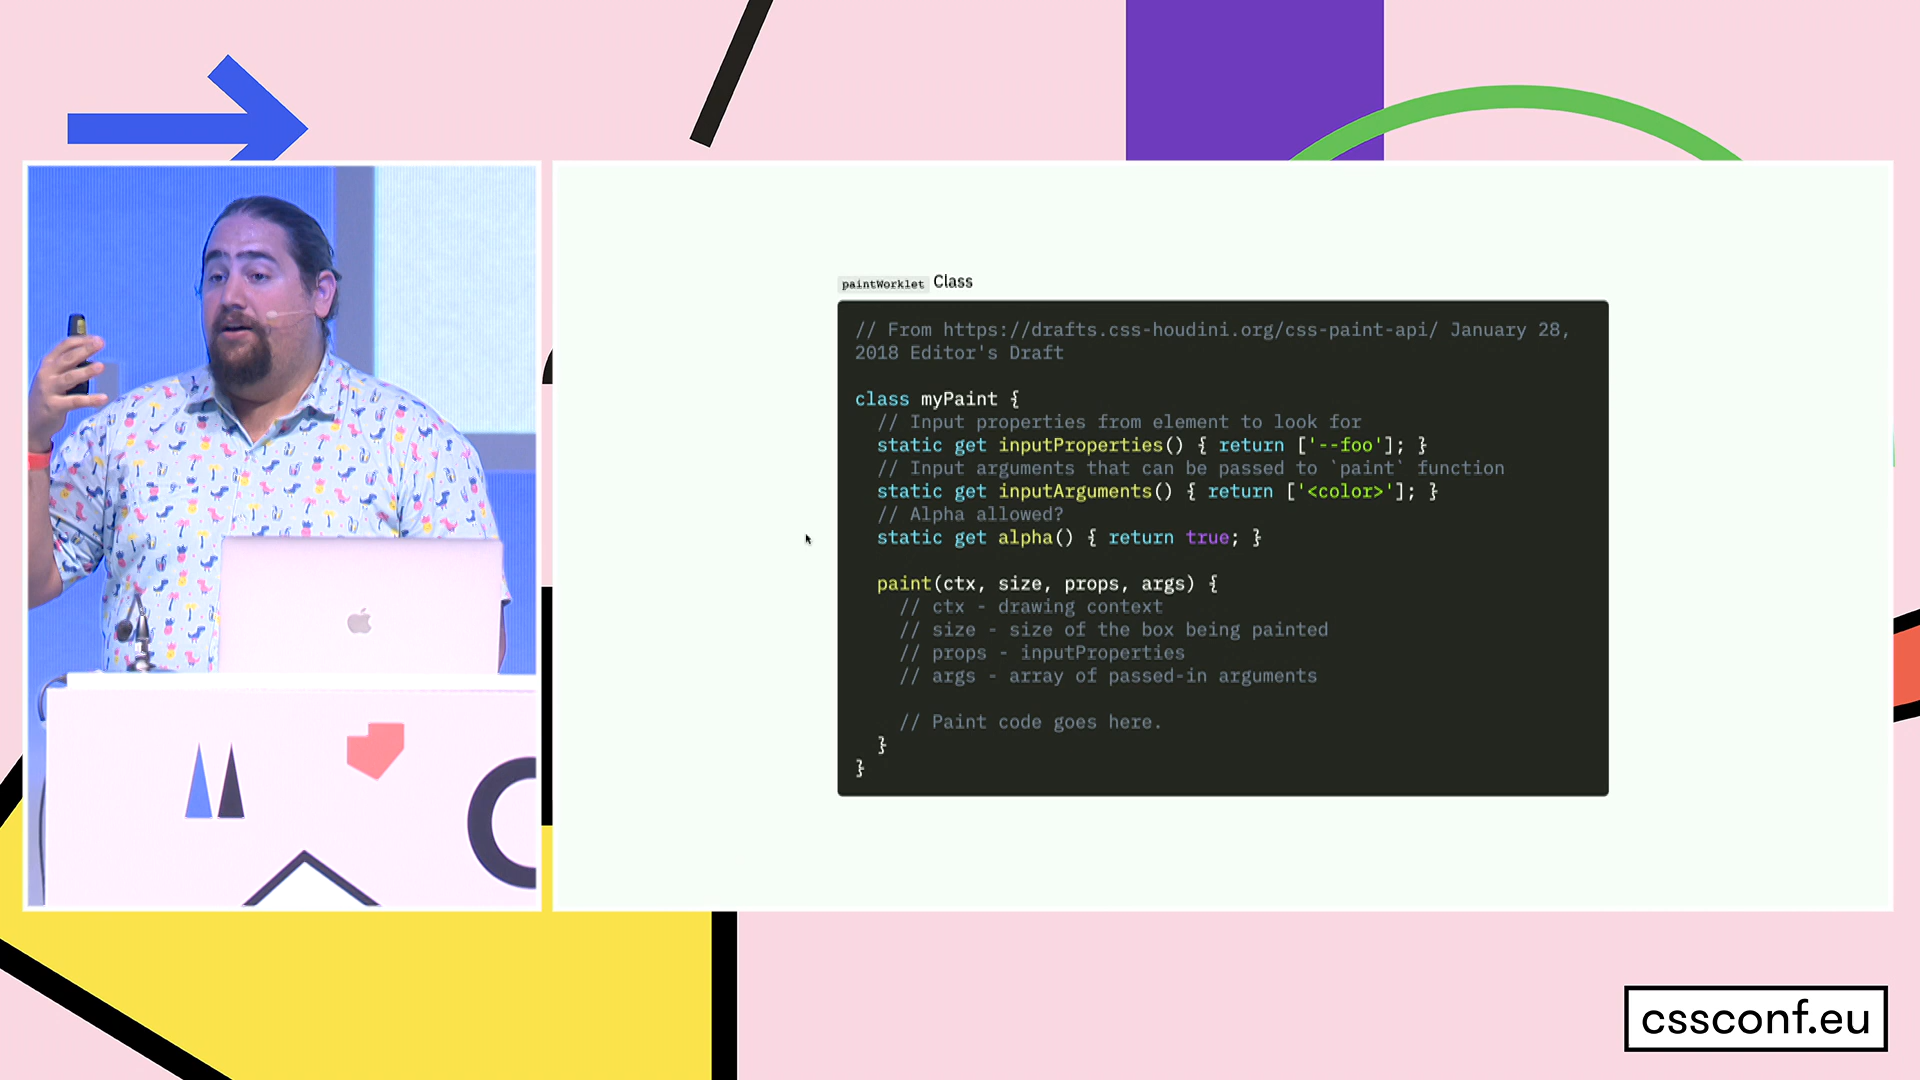 paintWorklet Class
// From https://drafts.css-houdini.org/css-paint-api/ January 28,
2018 Editor's Draft
class myPaint {
// Input properties from element to look for
static get inputProperties() { return ['--foo']; }
// Input arguments that can be passed to `paint` function
static get inputArguments() { return ['<color>']; }
// Alpha allowed?
static get alpha() { return true; }
paint(ctx, size, props, args) {
// ctx - drawing context
// size - size of the box being painted
// props - inputProperties
// args - array of passed-in arguments
// Paint code goes here.
}
}
cssconf.eu